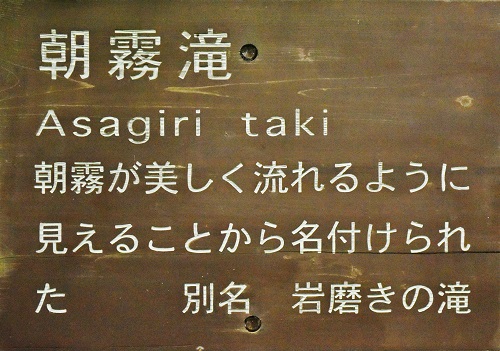 朝霧滝
Asagiri taki
朝霧が美しく流れるように
見えることから名付けられ
た　　　別名　岩磨きの滝